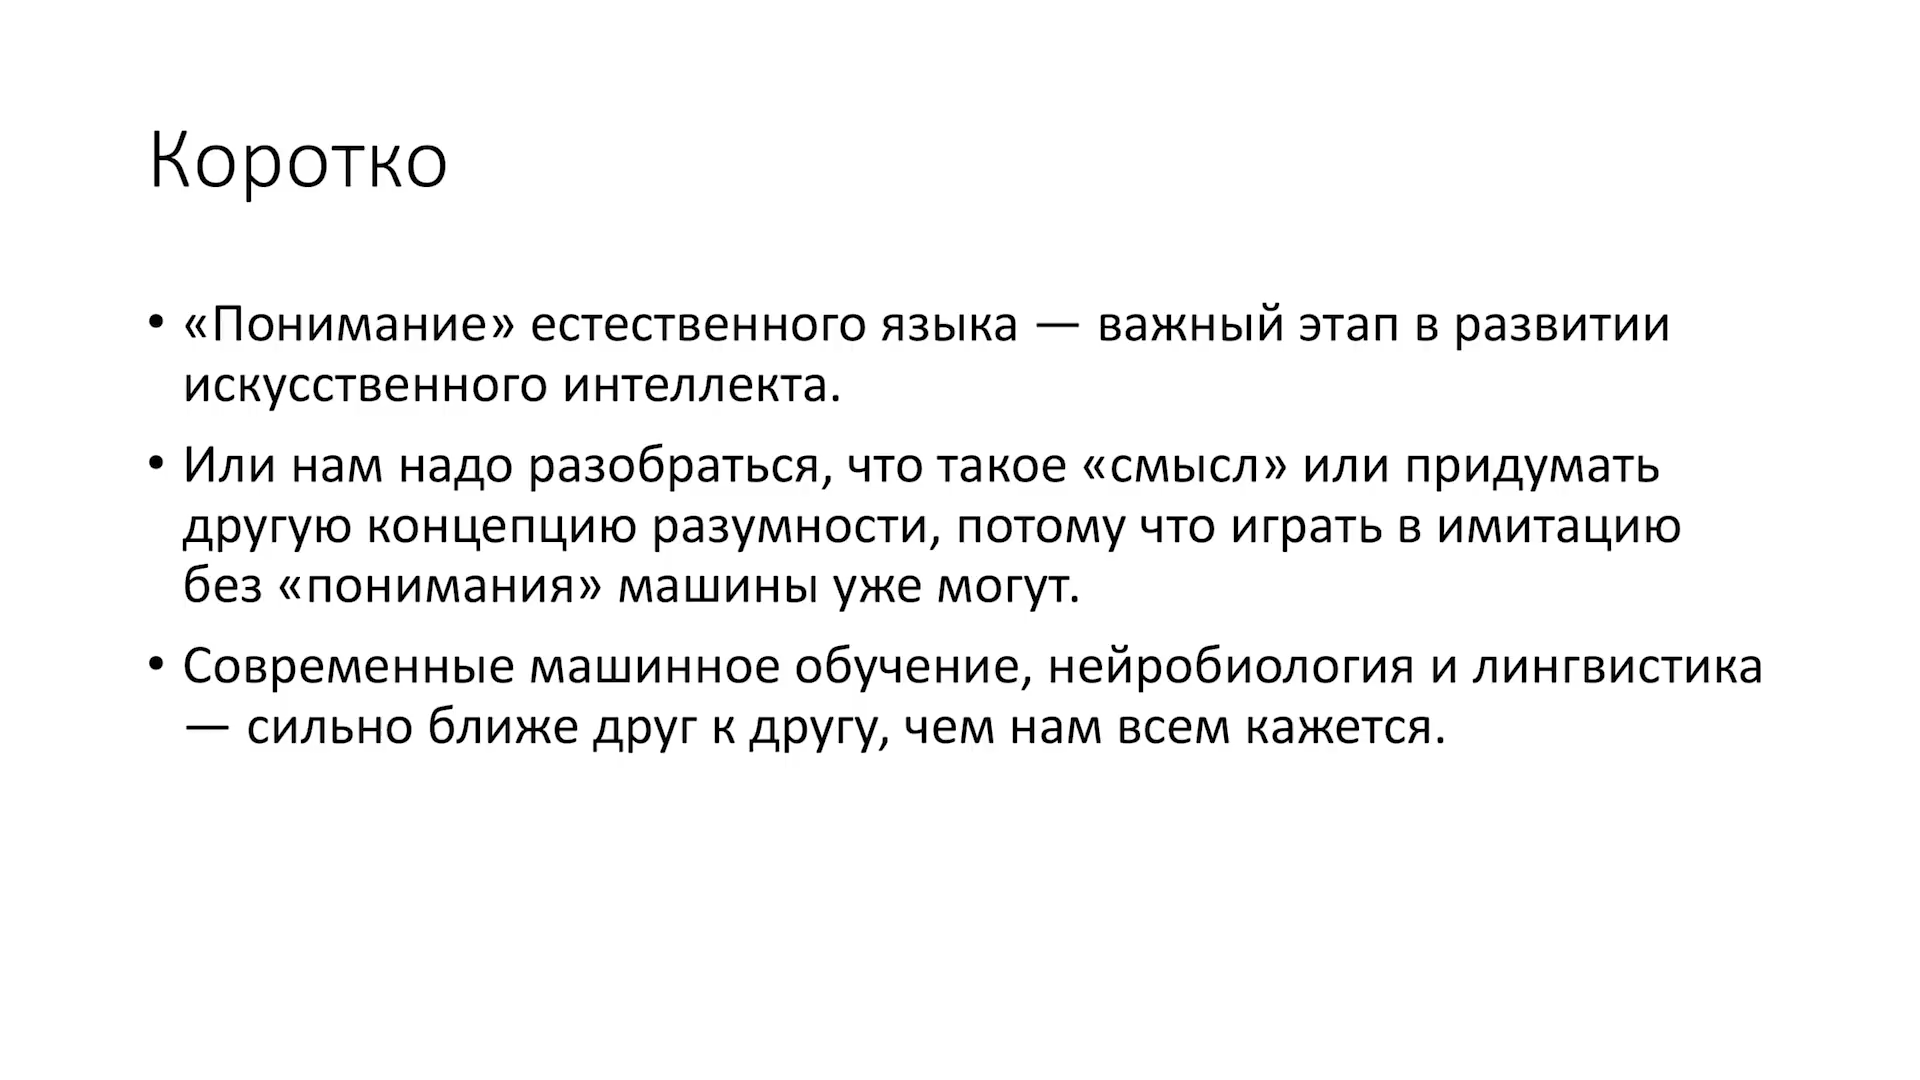 Коротко
• «Понимание» естественного языка — важный этап в развитии
искусственного интеллекта.
• Или нам надо разобраться, что такое «смысл» или придумать
другую концепцию разумности, потому что играть в имитацию
без «понимания» машины уже могут.
• Современные машинное обучение, нейробиология и лингвистика
— сильно ближе друг к другу, чем нам всем кажется.